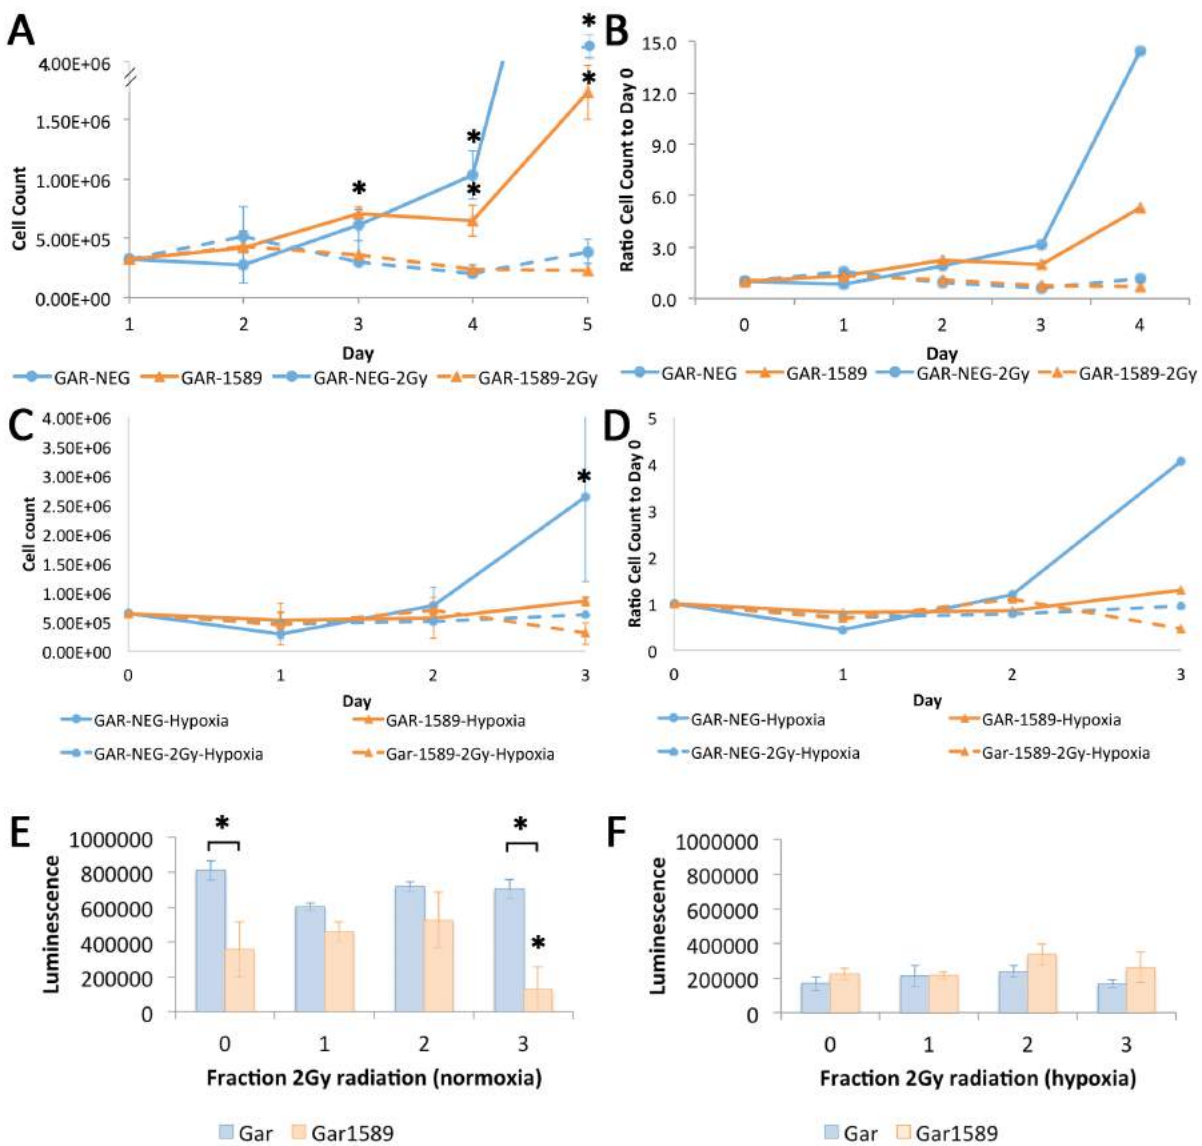 A
4.00E+06
1.50E+06
1.00E+06
5.00E+05
0.00E+00
Cell Count
*
*
*
*
*
1 2 3 4 5
Day
GAR-NEG GAR-1589 GAR-NEG-2Gy GAR-1589-2Gy
B
15.0
12.0
9.0
6.0
3.0
0.0
Ratio Cell Count to Day 0
0 1 2 3 4
Day
GAR-NEG GAR-1589 GAR-NEG-2Gy GAR-1589-2Gy
C
4.00E+06
3.50E+06
3.00E+06
2.50E+06
2.00E+06
1.50E+06
1.00E+06
5.00E+05
0.00E+00
Cell count
*
0 1 2 3
Day
GAR-NEG-Hypoxia GAR-1589-Hypoxia
GAR-NEG-2Gy-Hypoxia Gar-1589-2Gy-Hypoxia
D
5
4
3
2
1
0
Ratio Cell Count to Day 0
0 1 2 3
Day
GAR-NEG-Hypoxia GAR-1589-Hypoxia
GAR-NEG-2Gy-Hypoxia Gar-1589-2Gy-Hypoxia
E
1000000
800000
600000
400000
200000
0
Luminescence
* *
*
0 1 2 3
Fraction 2Gy radiation (normoxia)
Gar Gar1589
F
1000000
800000
600000
400000
200000
0
Luminescence
0 1 2 3
Fraction 2Gy radiation (hypoxia)
Gar Gar1589